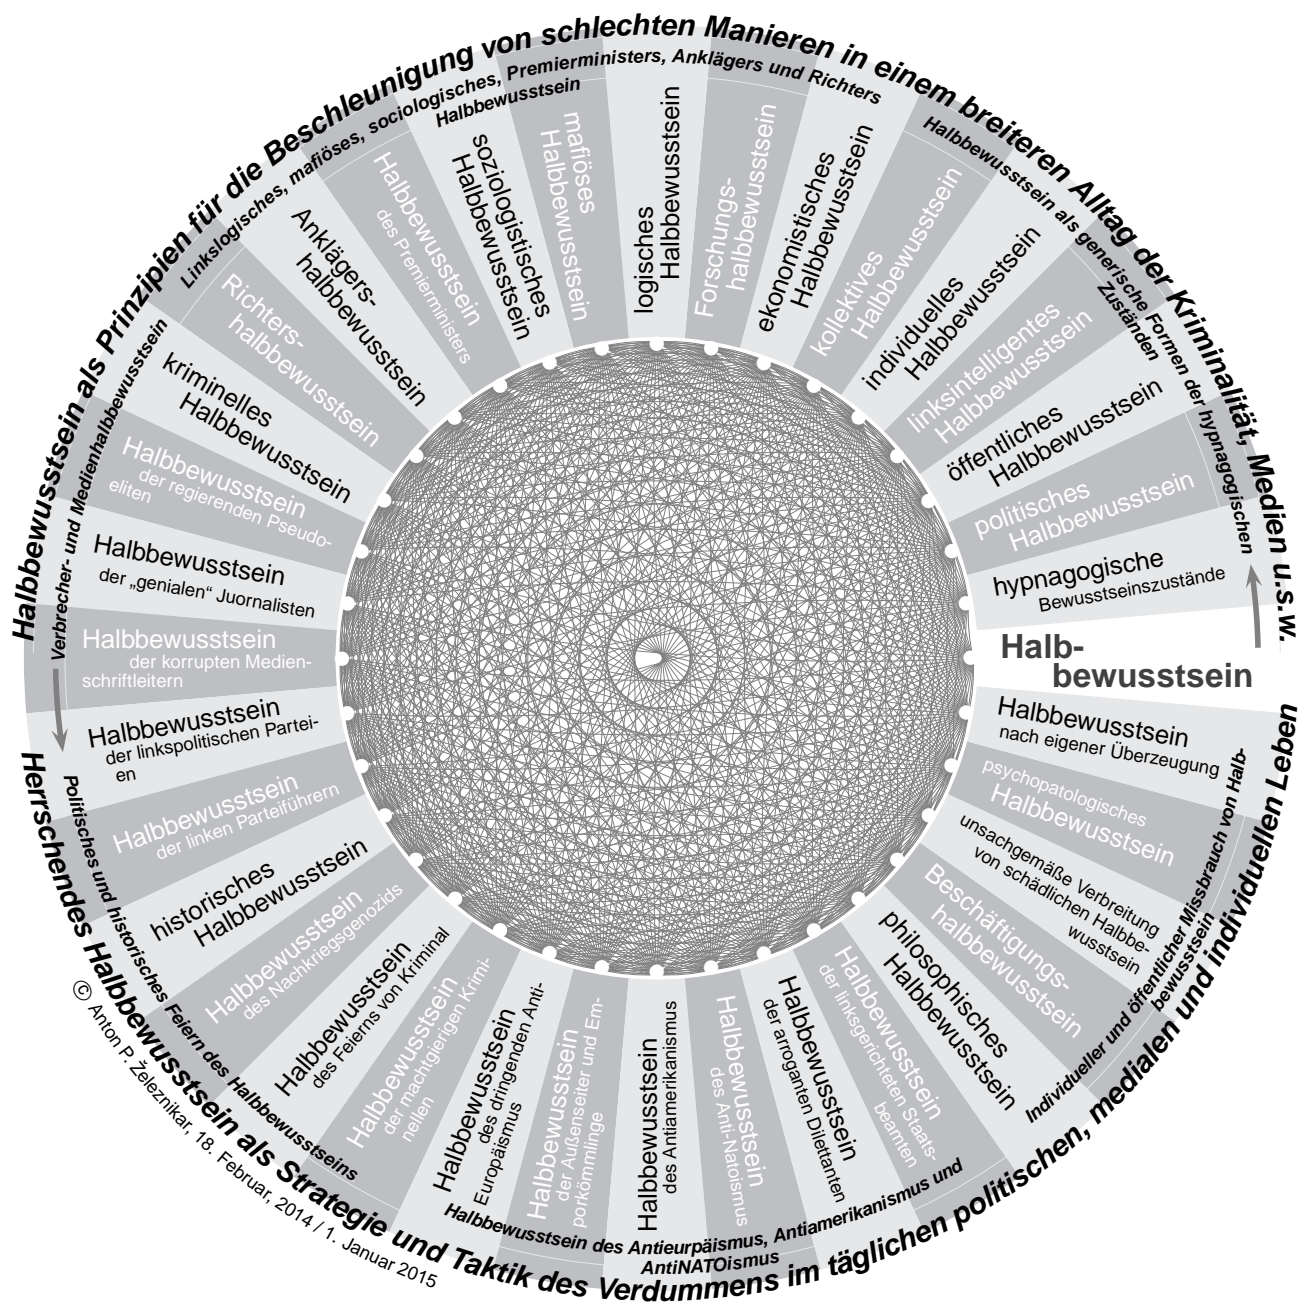 Halbbewusstsein als Prinzipien für die Beschleunigung von schlechten Manieren in einem breiteren Alltag der Kriminalität, Medien u.s.w.
Linkslogisches, mafiöses, sociologisches, Premierministers, Anklägers und Richters
Halbbewusstsein
Halbbewusstsein als generische Formen der hypnagogischen
Zuständen
Verbrecher- und Medienhalbbewusstsein
Halb-
bewusstsein
hypnagogische
Bewusstseinszustände
politisches
Halbbewusstsein
öffentliches
Halbbewusstsein
linksintelligentes
Halbbewusstsein
individuelles
Halbbewusstsein
kollektives
Halbbewusstsein
ekonomistisches
Halbbewusstsein
Forschungs-
halbbewusstsein
logisches
Halbbewusstsein
mafiöses
Halbbewusstsein
soziologistisches
Halbbewusstsein
Halbbewusstsein
des Premierministers
Anklägers-
halbbewusstsein
Richters-
halbbewusstsein
kriminelles
Halbbewusstsein
Halbbewusstsein
der regierenden Pseudo-
eliten
Halbbewusstsein
der „genialen“ Juornalisten
Halbbewusstsein
der korrupten Medien-
schriftleitern
Halbbewusstsein
der linkspolitischen Partei-
en
Halbbewusstsein
der linken Parteiführern
historisches
Halbbewusstsein
Halbbewusstsein
des Nachkriegsgenozids
Halbbewusstsein
des Feierns von Kriminal
Halbbewusstsein
der machtgierigen Krimi-
nellen
Halbbewusstsein
des dringenden Anti-
Europäismus
Halbbewusstsein
der Außenseiter und Em-
porkömmlinge
Halbbewusstsein
des Antiamerikanismus
Halbbewusstsein
des Anti-Natoismus
Halbbewusstsein
der arroganten Dilettanten
Halbbewusstsein
der linksgerichteten Staats-
beamten
philosophisches
Halbbewusstsein
Beschäftigungs-
halbbewusstsein
unsachgemäße Verbreitung
von schädlichen Halbbe-
wusstsein
psychopatologisches
Halbbewusstsein
Halbbewusstsein
nach eigener Überzeugung
Politisches und historisches Feiern des Halbbewusstseins
Halbbewusstsein des Antieurpäismus, Antiamerikanismus und
AntiNATOismus
Individueller und öffentlicher Missbrauch von Halb-
bewusstsein
Herrschendes Halbbewusstsein als Strategie und Taktik des Verdummens im täglichen politischen, medialen und individuellen Leben
© Anton P. Železnikar, 18. Februar, 2014 / 1. Januar 2015